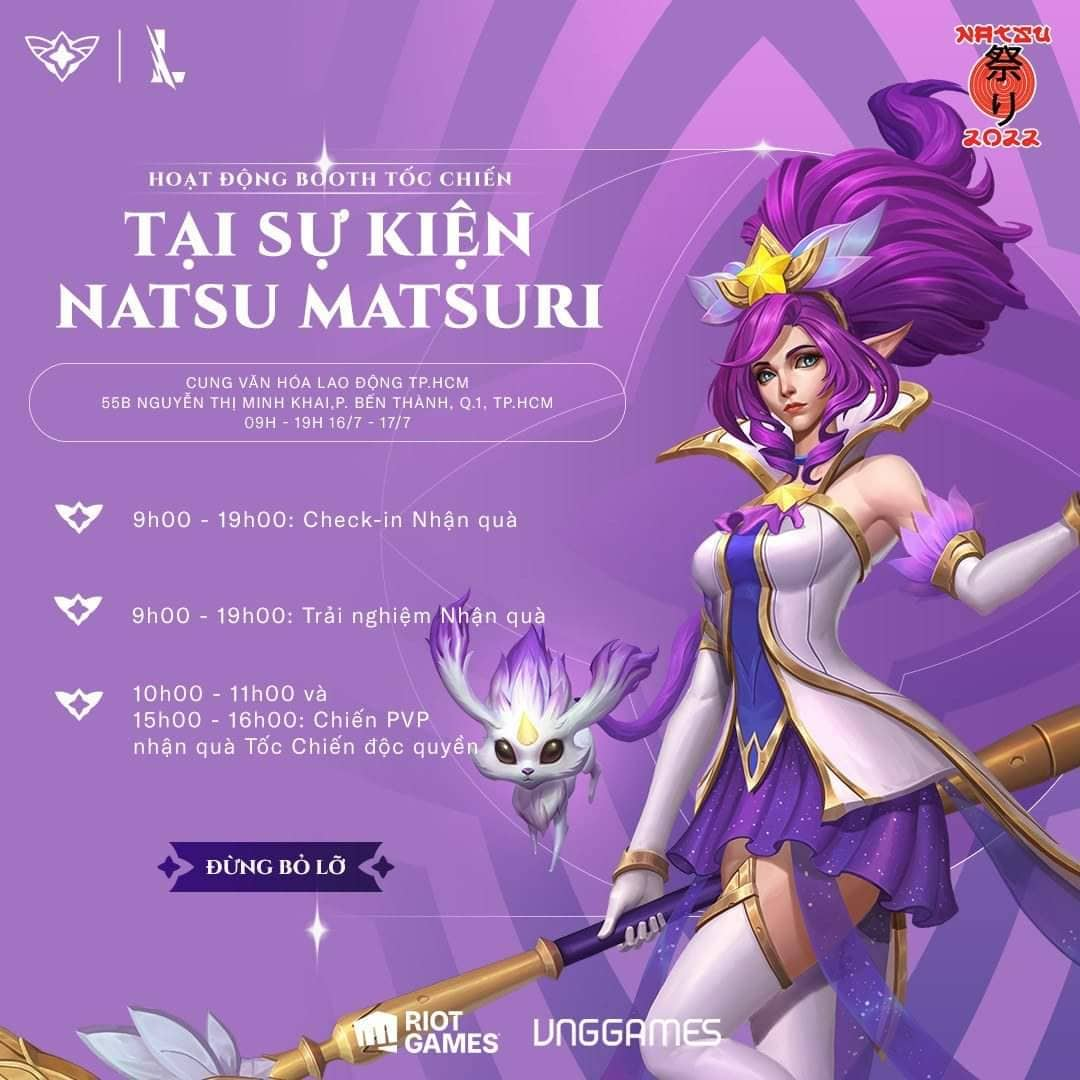 NATSU
祭り
2022
HOẠT ĐỘNG BOOTH TỐC CHIẾN
TẠI SỰ KIỆN
NATSU MATSURI
CUNG VĂN HÓA LAO ĐỘNG TP.HCM
55B NGUYỄN THỊ MINH KHAI,P. BẾN THÀNH, Q.1, TP.HCM
09H - 19H 16/7 - 17/7
9h00 - 19h00: Check-in Nhận quà
9h00 - 19h00: Trải nghiệm Nhận quà
10h00 - 11h00 và
15h00 - 16h00: Chiến PVP
nhận quà Tốc Chiến độc quyền
ĐỪNG BỎ LỠ
RIOT
GAMES
VNGGAMES